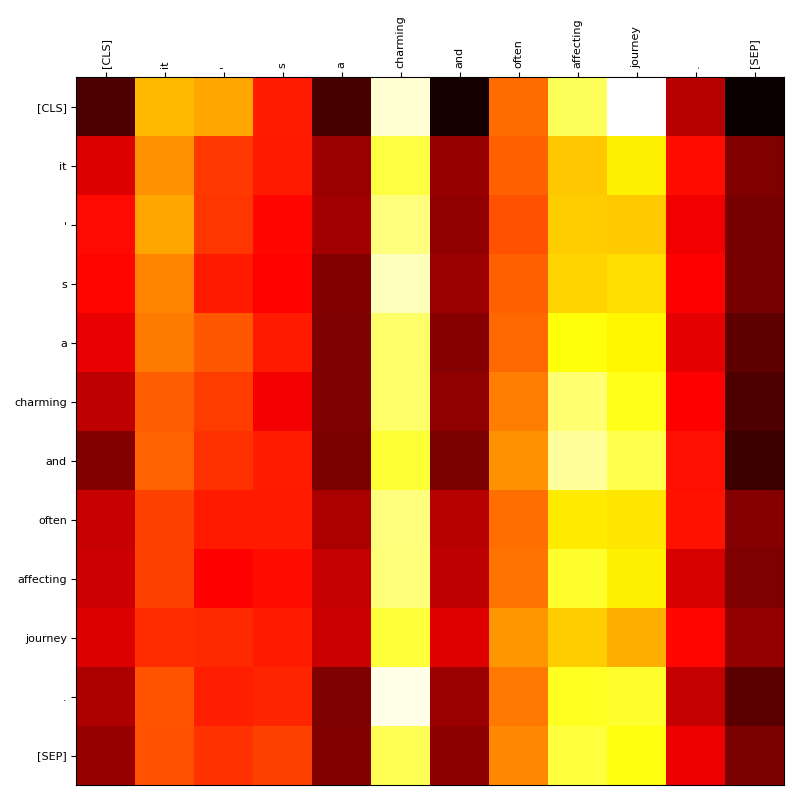 [CLS] it ' s a charming and often affecting journey . [SEP]
[CLS]
it
'
s
a
charming
and
often
affecting
journey
.
[SEP]